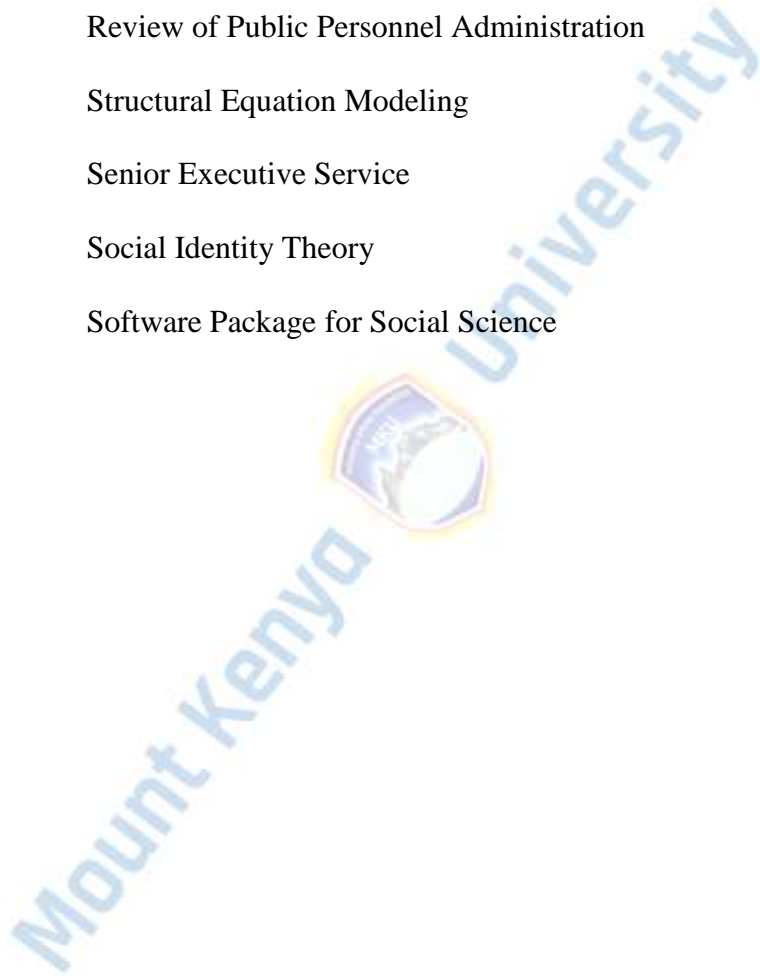 Review of Public Personnel Administration
Structural Equation Modeling
Senior Executive Service
Social Identity Theory
Software Package for Social Science
Mount Kenya University
MKU